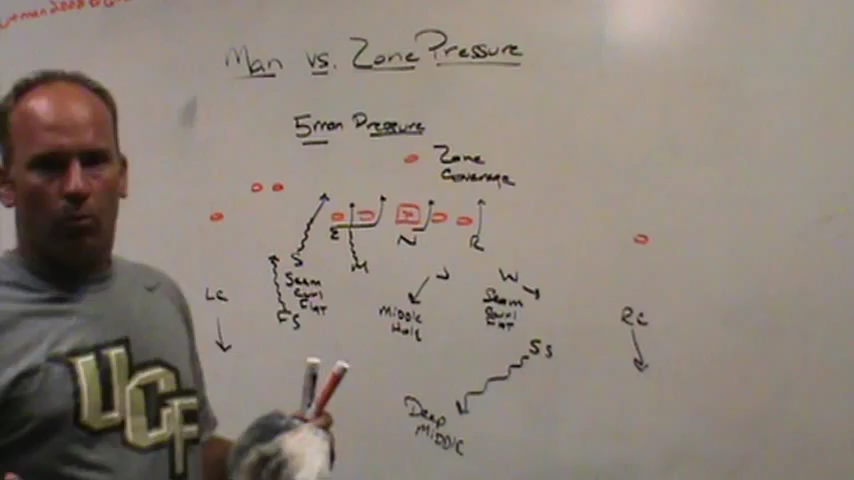 Man vs. Zone Pressure
5man Pressure
Zone
Coverage
E
N
R
S
M
J
W
Seam
Curl
Flat
FS
LC
Middle
Hole
Seam
Curl
Flat
RC
SS
Deep
Middle
UCF